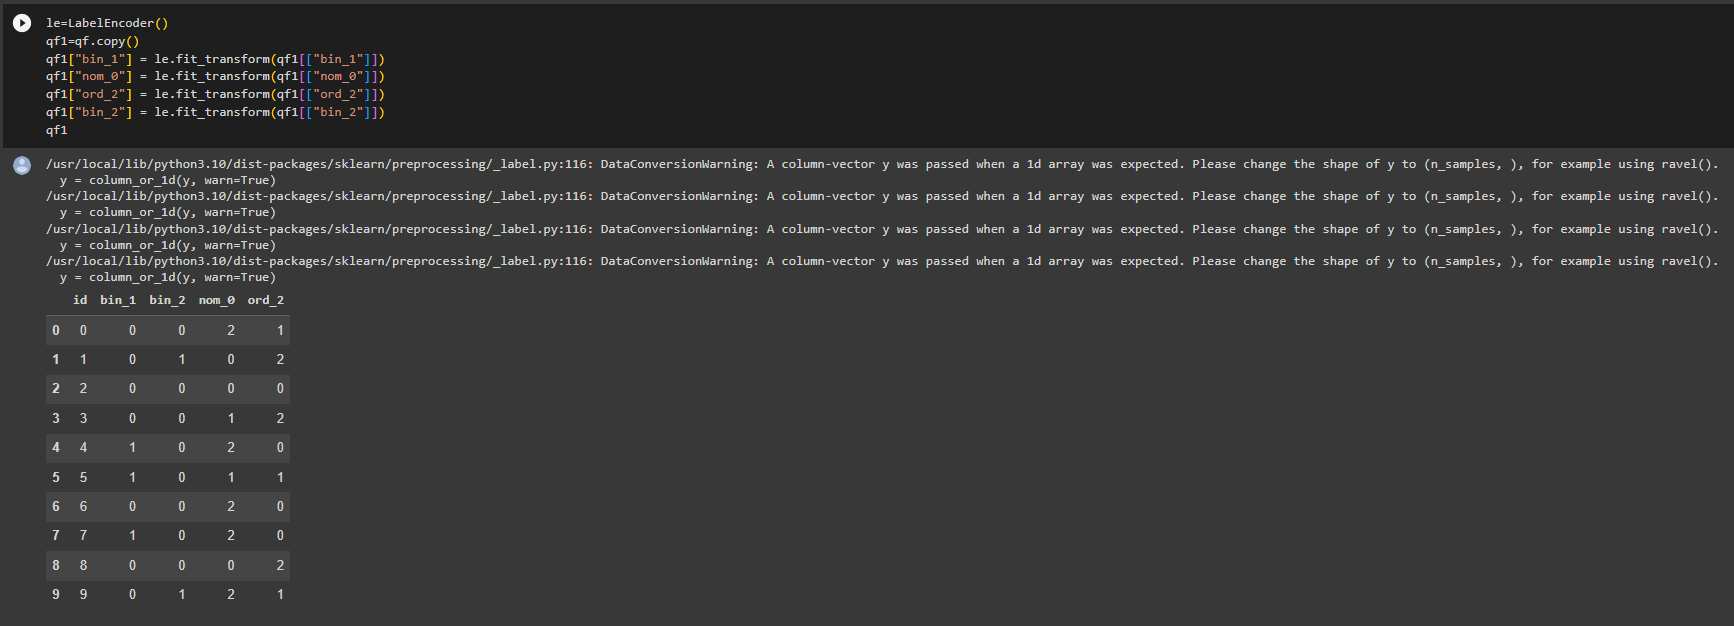 le=LabelEncoder()
qf1=qf.copy()
qf1["bin_1"] = le.fit_transform(qf1[["bin_1"]])
qf1["nom_0"] = le.fit_transform(qf1[["nom_0"]])
qf1["ord_2"] = le.fit_transform(qf1[["ord_2"]])
qf1["bin_2"] = le.fit_transform(qf1[["bin_2"]])
qf1
/usr/local/lib/python3.10/dist-packages/sklearn/preprocessing/_label.py:116: DataConversionWarning: A column-vector y was passed when a 1d array was expected. Please change the shape of y to (n_samples, ), for example using ravel().
  y = column_or_1d(y, warn=True)
/usr/local/lib/python3.10/dist-packages/sklearn/preprocessing/_label.py:116: DataConversionWarning: A column-vector y was passed when a 1d array was expected. Please change the shape of y to (n_samples, ), for example using ravel().
  y = column_or_1d(y, warn=True)
/usr/local/lib/python3.10/dist-packages/sklearn/preprocessing/_label.py:116: DataConversionWarning: A column-vector y was passed when a 1d array was expected. Please change the shape of y to (n_samples, ), for example using ravel().
  y = column_or_1d(y, warn=True)
/usr/local/lib/python3.10/dist-packages/sklearn/preprocessing/_label.py:116: DataConversionWarning: A column-vector y was passed when a 1d array was expected. Please change the shape of y to (n_samples, ), for example using ravel().
  y = column_or_1d(y, warn=True)
id bin_1 bin_2 nom_0 ord_2
0 0 0 0 2 1
1 1 0 1 0 2
2 2 0 0 0 0
3 3 0 0 1 2
4 4 1 0 2 0
5 5 1 0 1 1
6 6 0 0 2 0
7 7 1 0 2 0
8 8 0 0 0 2
9 9 0 1 2 1